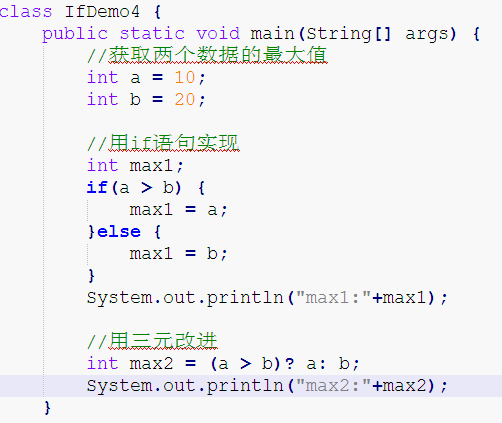 class IfDemo4 {
public static void main(String[] args) {
//获取两个数据的最大值
int a = 10;
int b = 20;
//用if语句实现
int max1;
if(a > b) {
max1 = a;
}else {
max1 = b;
}
System.out.println("max1:"+max1);
//用三元改进
int max2 = (a > b)? a: b;
System.out.println("max2:"+max2);
}